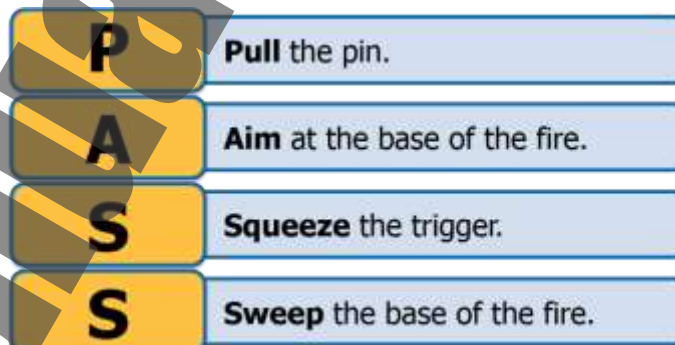 P Pull the pin.
A Aim at the base of the fire.
S Squeeze the trigger.
S Sweep the base of the fire.